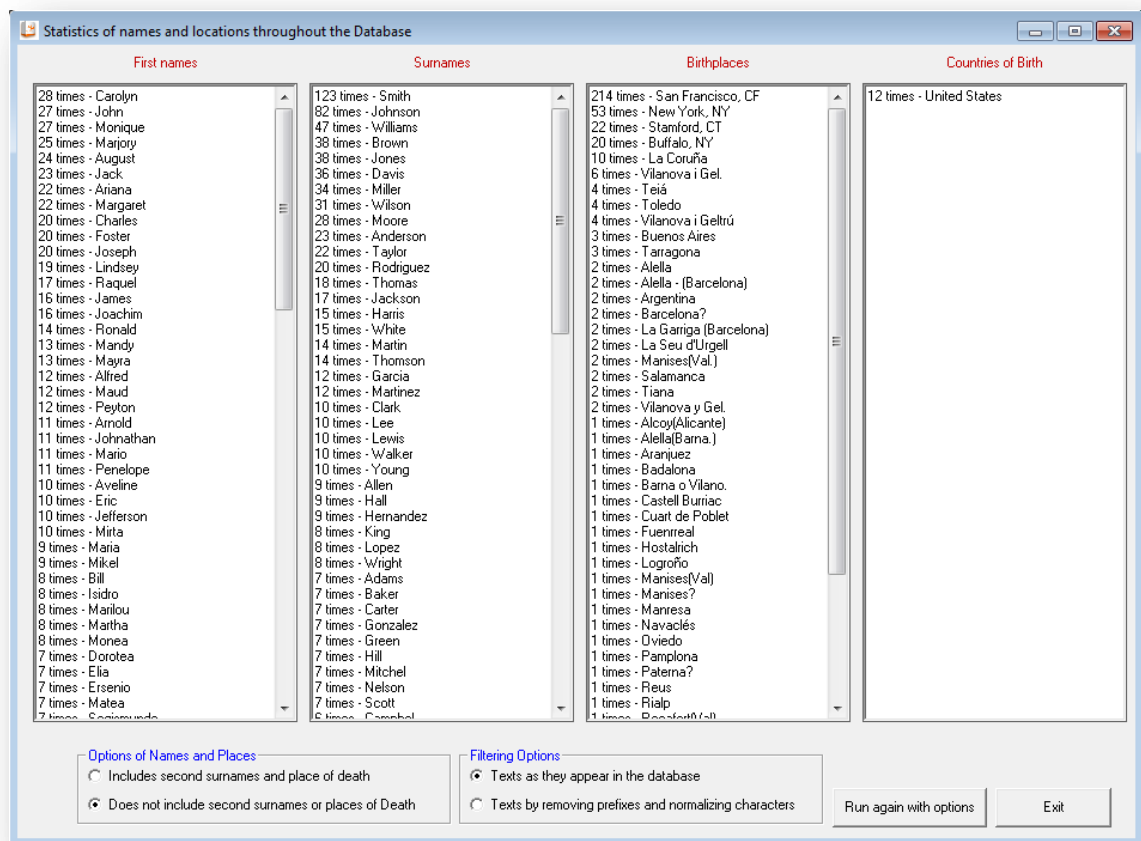 Statistics of names and locations throughout the Database
First names
28 times - Carolyn
27 times - John
27 times - Monique
25 times - Marjory
24 times - August
23 times - Jack
22 times - Ariana
22 times - Margaret
20 times - Charles
20 times - Foster
20 times - Joseph
19 times - Lindsey
17 times - Raquel
16 times - James
16 times - Joachim
14 times - Ronald
13 times - Mandy
13 times - Mayra
12 times - Alfred
12 times - Maud
12 times - Peyton
11 times - Arnold
11 times - Johnathan
11 times - Mario
11 times - Penelope
10 times - Aveline
10 times - Eric
10 times - Jefferson
10 times - Mirta
9 times - Maria
9 times - Mikel
8 times - Bill
8 times - Isidro
8 times - Marilou
8 times - Martha
8 times - Monea
7 times - Dorotea
7 times - Elia
7 times - Ersenio
7 times - Matea
7 times - Segismundo
Surnames
123 times - Smith
82 times - Johnson
47 times - Williams
38 times - Brown
38 times - Jones
36 times - Davis
34 times - Miller
31 times - Wilson
28 times - Moore
23 times - Anderson
22 times - Taylor
20 times - Rodriguez
18 times - Thomas
17 times - Jackson
15 times - Harris
15 times - White
14 times - Martin
14 times - Thomson
12 times - Garcia
12 times - Martinez
10 times - Clark
10 times - Lee
10 times - Lewis
10 times - Walker
10 times - Young
9 times - Allen
9 times - Hall
9 times - Hernandez
8 times - King
8 times - Lopez
8 times - Wright
7 times - Adams
7 times - Baker
7 times - Carter
7 times - Gonzalez
7 times - Green
7 times - Hill
7 times - Mitchel
7 times - Nelson
7 times - Scott
6 times - Campbel
Birthplaces
214 times - San Francisco, CF
53 times - New York, NY
22 times - Stamford, CT
20 times - Buffalo, NY
10 times - La Coruña
6 times - Vilanova i Gel.
4 times - Teiá
4 times - Toledo
4 times - Vilanova i Geltrú
3 times - Buenos Aires
3 times - Tarragona
2 times - Alella
2 times - Alella - (Barcelona)
2 times - Argentina
2 times - Barcelona?
2 times - La Garriga (Barcelona)
2 times - La Seu d'Urgell
2 times - Manises(Val.)
2 times - Salamanca
2 times - Tiana
2 times - Vilanova y Gel.
1 times - Alcoy(Alicante)
1 times - Alella(Barna.)
1 times - Aranjuez
1 times - Badalona
1 times - Barna o Vilano.
1 times - Castell Burriac
1 times - Cuart de Poblet
1 times - Fuenrreal
1 times - Hostalrich
1 times - Logroño
1 times - Manises(Val)
1 times - Manises?
1 times - Manresa
1 times - Navaclés
1 times - Oviedo
1 times - Pamplona
1 times - Paterna?
1 times - Reus
1 times - Rialp
1 times - Rocafort(Val)
Countries of Birth
12 times - United States
Options of Names and Places
Includes second surnames and place of death
Does not include second surnames or places of Death
Filtering Options
Texts as they appear in the database
Texts by removing prefixes and normalizing characters
Run again with options
Exit